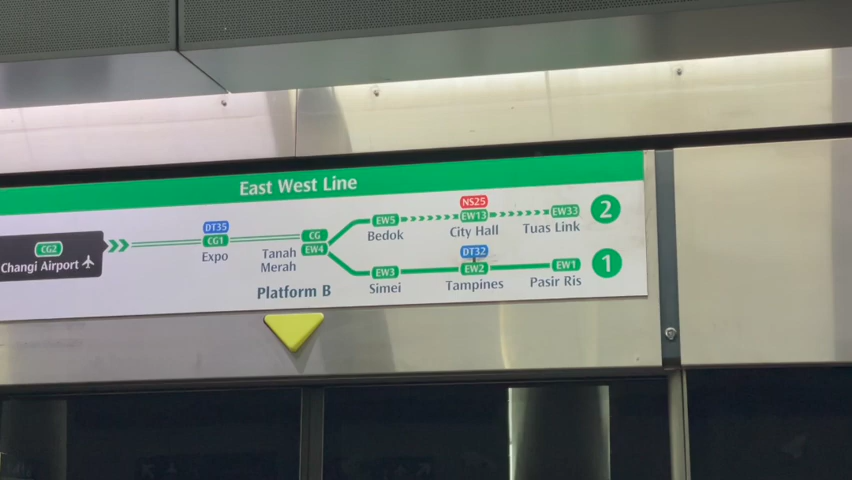 East West Line
CG2
Changi Airport
DT35
CG1
Expo
CG
EW4
Tanah
Merah
Platform B
EW5
Bedok
NS25
EW13
City Hall
EW33
Tuas Link
2
EW3
Simei
DT32
EW2
Tampines
EW1
Pasir Ris
1